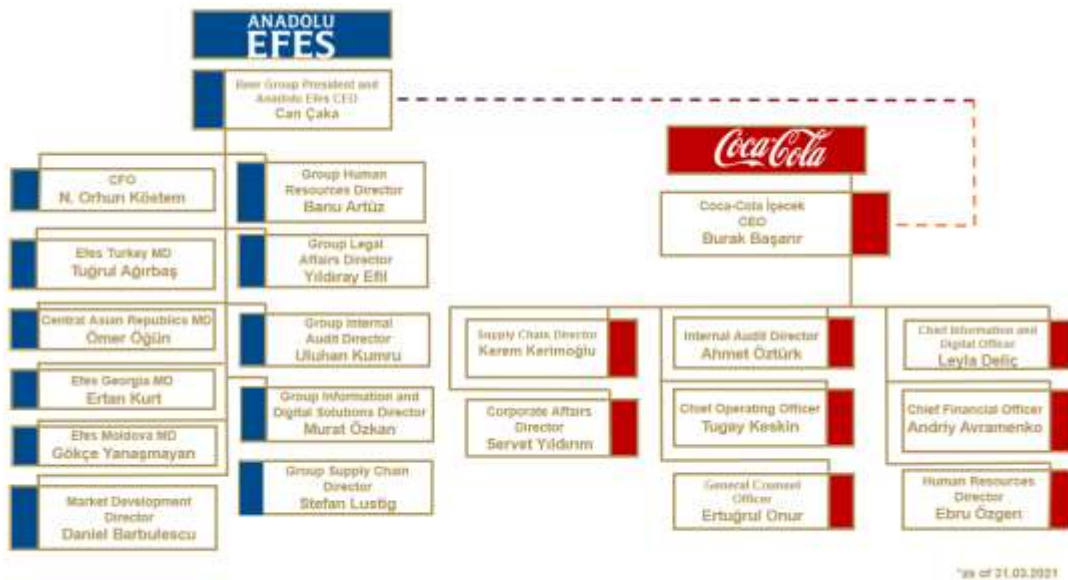 ANADOLU
EFES
Beer Group President and
Anadolu Efes CEO
Can Çaka
CFO
N. Orhun Köstem
Group Human
Resources Director
Banu Artüz
Efes Turkey MD
Tuğrul Ağırbaş
Group Legal
Affairs Director
Yıldıray Efil
Central Asian Republics MD
Ömer Öğün
Group Internal
Audit Director
Uluhan Kumru
Efes Georgia MD
Ertan Kurt
Group Information and
Digital Solutions Director
Murat Özkan
Efes Moldova MD
Gökçe Yanaşmayan
Group Supply Chain
Director
Stefan Lustig
Market Development
Director
Daniel Barbulescu
Coca-Cola
Coca-Cola İçecek
CEO
Burak Başarır
Supply Chain Director
Kerem Kerimoğlu
Internal Audit Director
Ahmet Öztürk
Chief Information and
Digital Officer
Leyla Deliç
Corporate Affairs
Director
Servet Yıldırım
Chief Operating Officer
Tugay Keskin
Chief Financial Officer
Andriy Avramenko
General Counsel
Officer
Ertuğrul Onur
Human Resources
Director
Ebru Özgen
*as of 31.03.2021